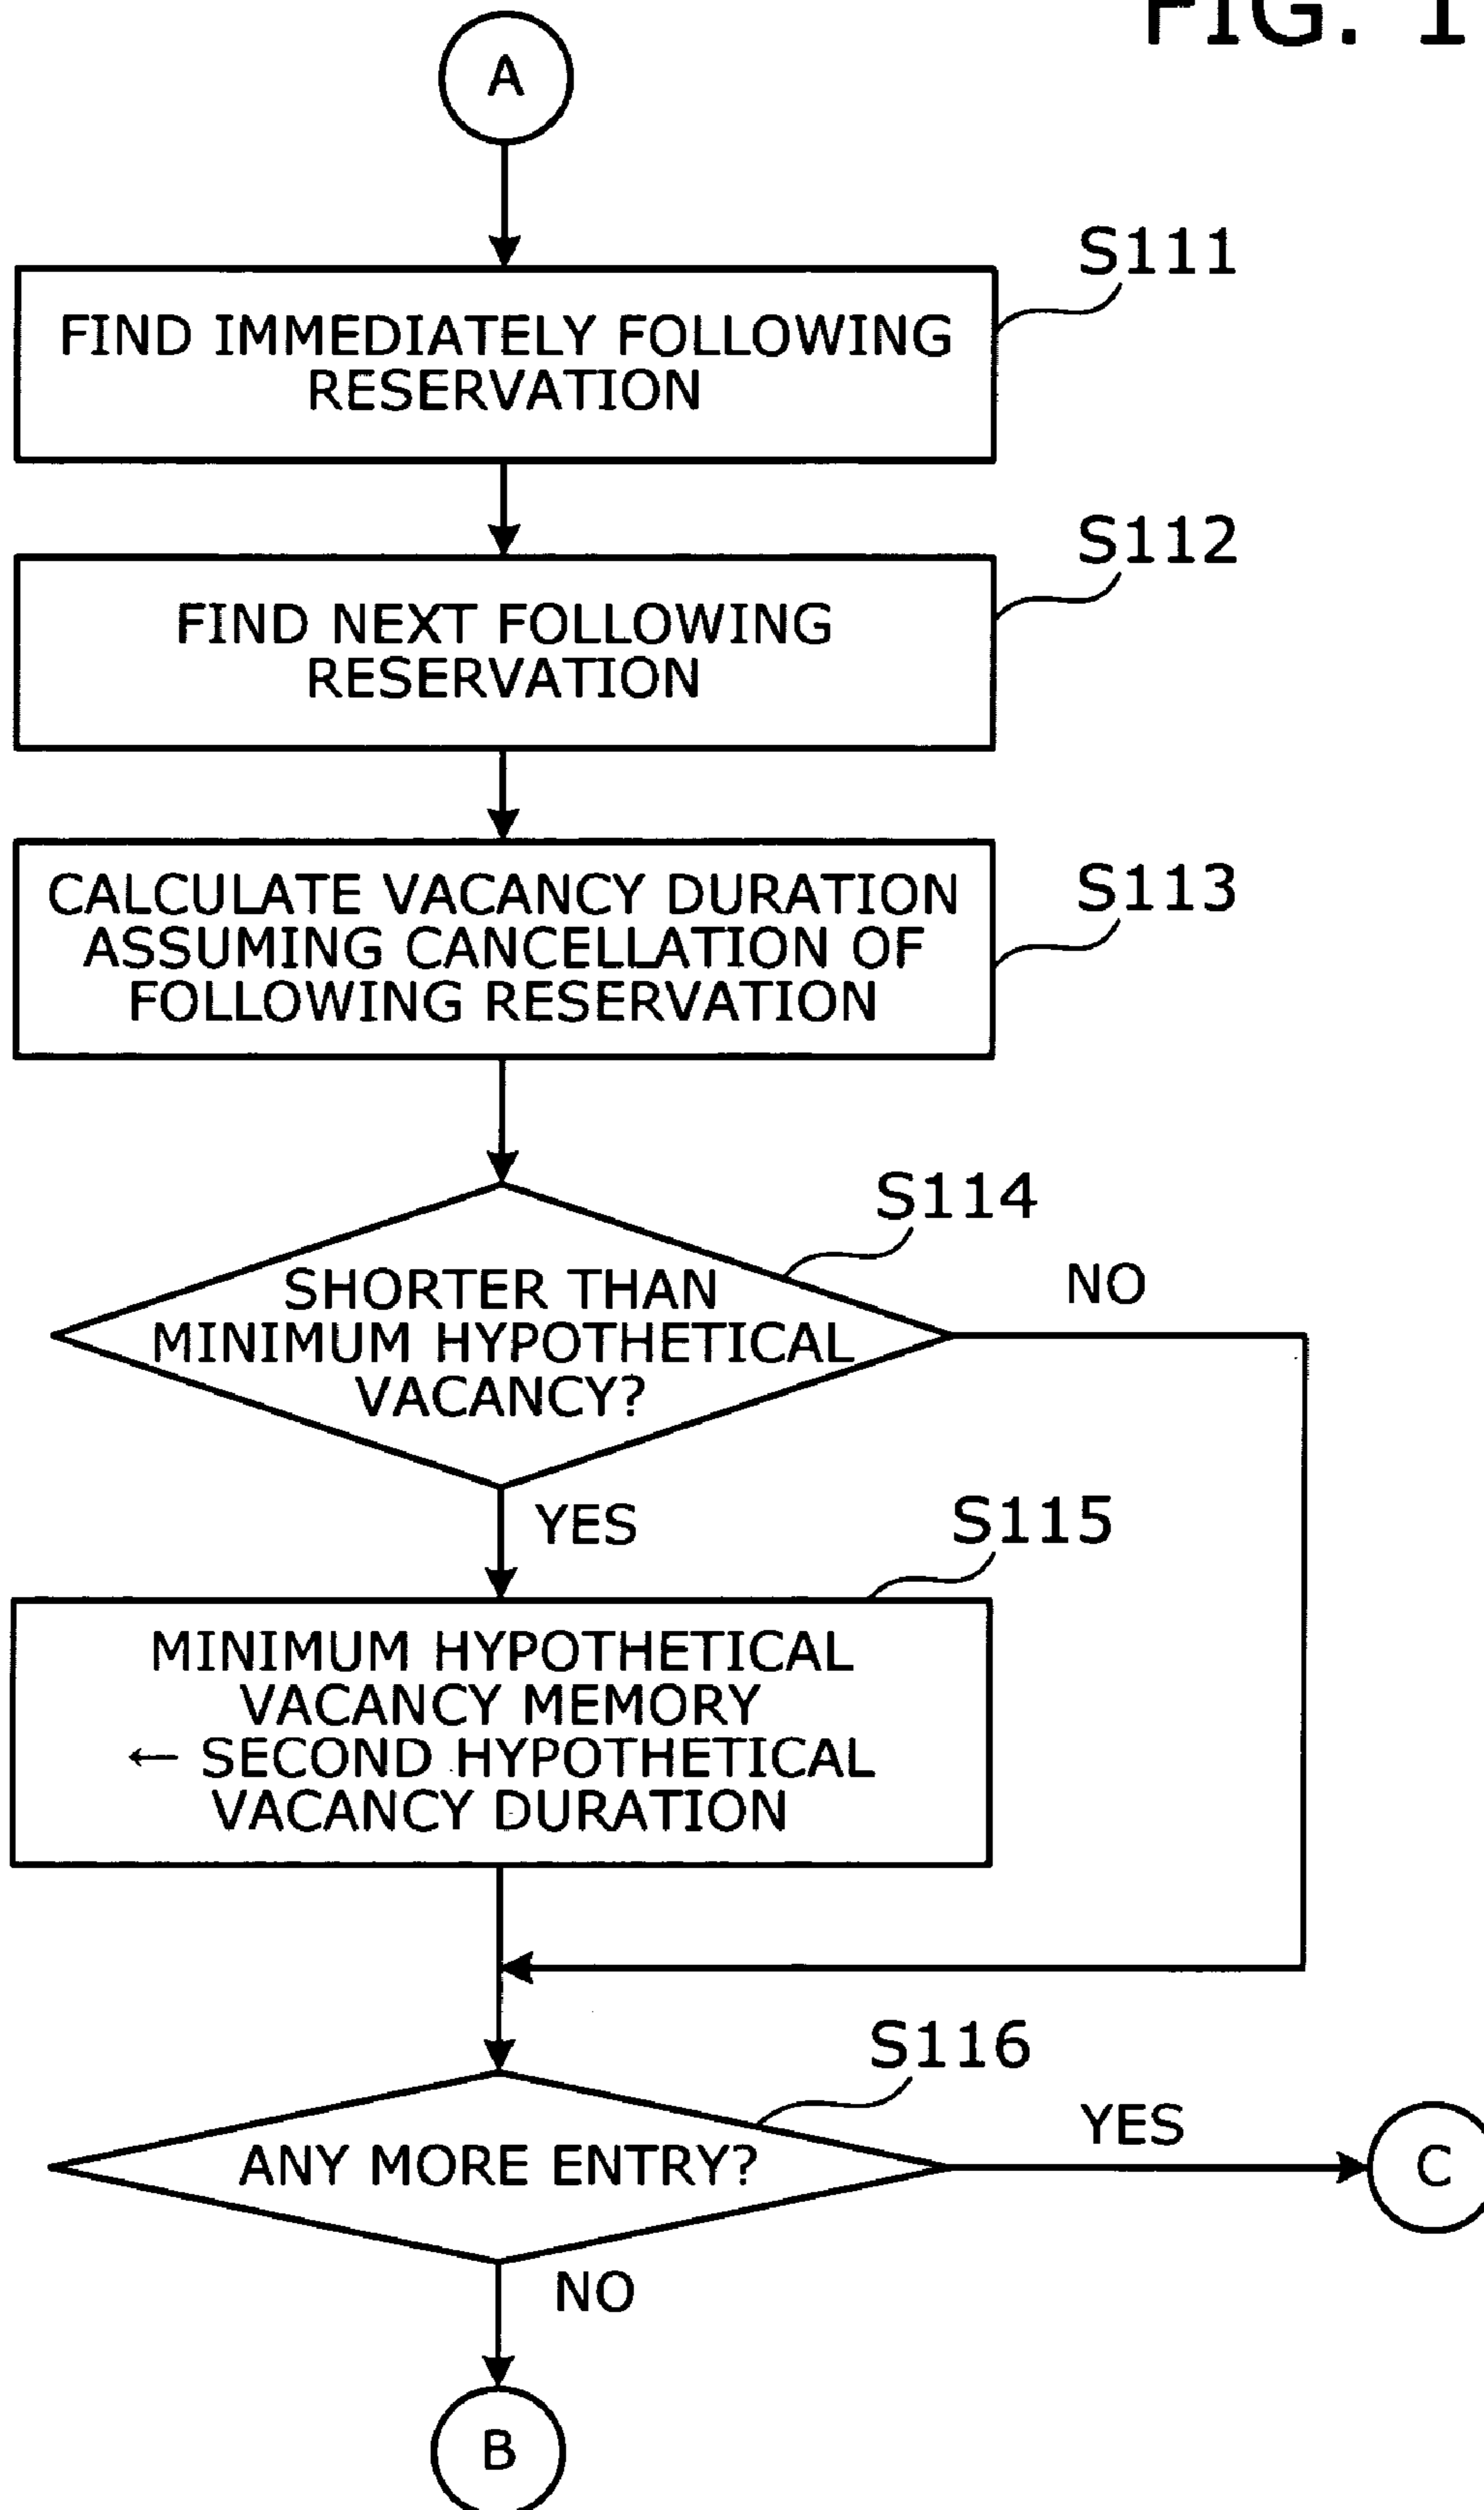 FIG. 1
A
S111
FIND IMMEDIATELY FOLLOWING
RESERVATION
S112
FIND NEXT FOLLOWING
RESERVATION
S113
CALCULATE VACANCY DURATION
ASSUMING CANCELLATION OF
FOLLOWING RESERVATION
S114
SHORTER THAN
MINIMUM HYPOTHETICAL
VACANCY?
NO
YES
S115
MINIMUM HYPOTHETICAL
VACANCY MEMORY
← SECOND HYPOTHETICAL
VACANCY DURATION
S116
ANY MORE ENTRY?
YES
C
NO
B